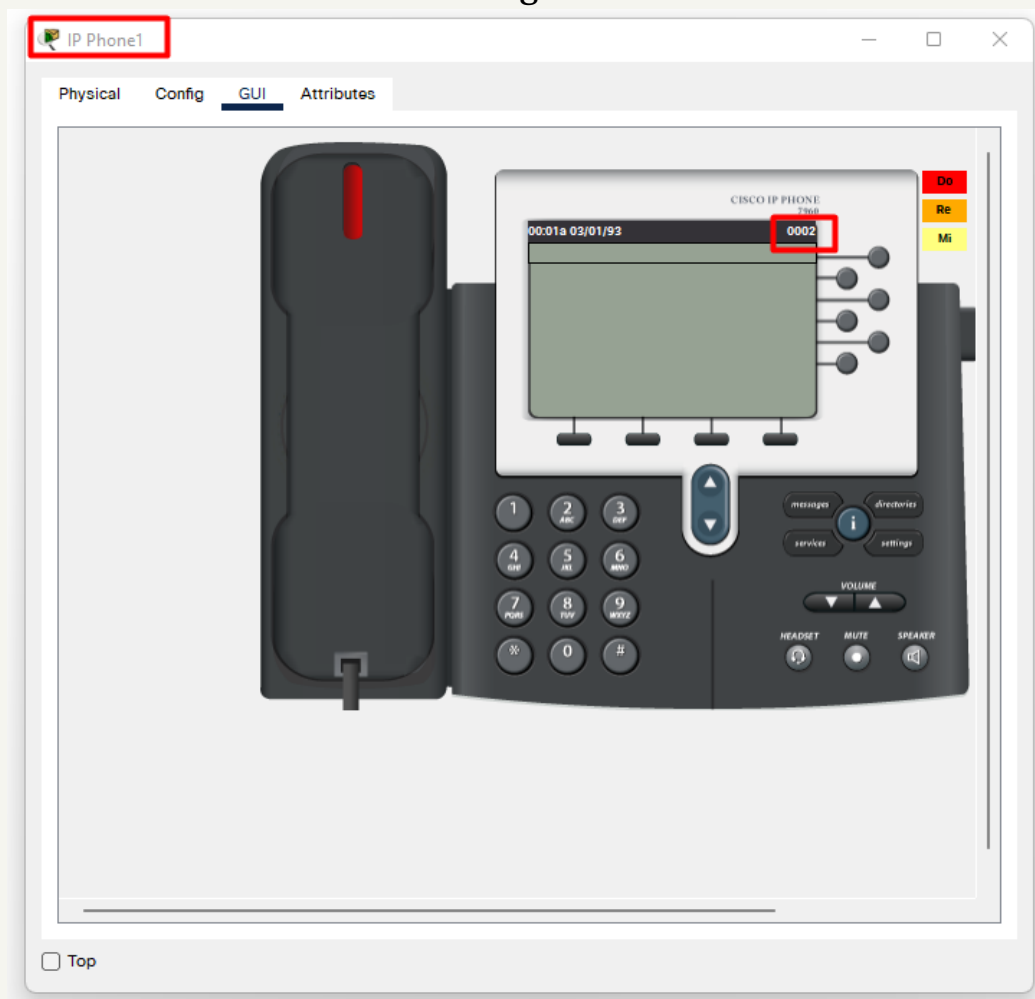 IP Phone1
Physical Config GUI Attributes
CISCO IP PHONE
7960
00:01a 03/01/93 0002
Do
Re
Mi
1 2 ABC 3 DEF
4 GHI 5 JKL 6 MNO
7 PQRS 8 TUV 9 WXYZ
* 0 #
messages directories
i
services settings
VOLUME
HEADSET MUTE SPEAKER
Top